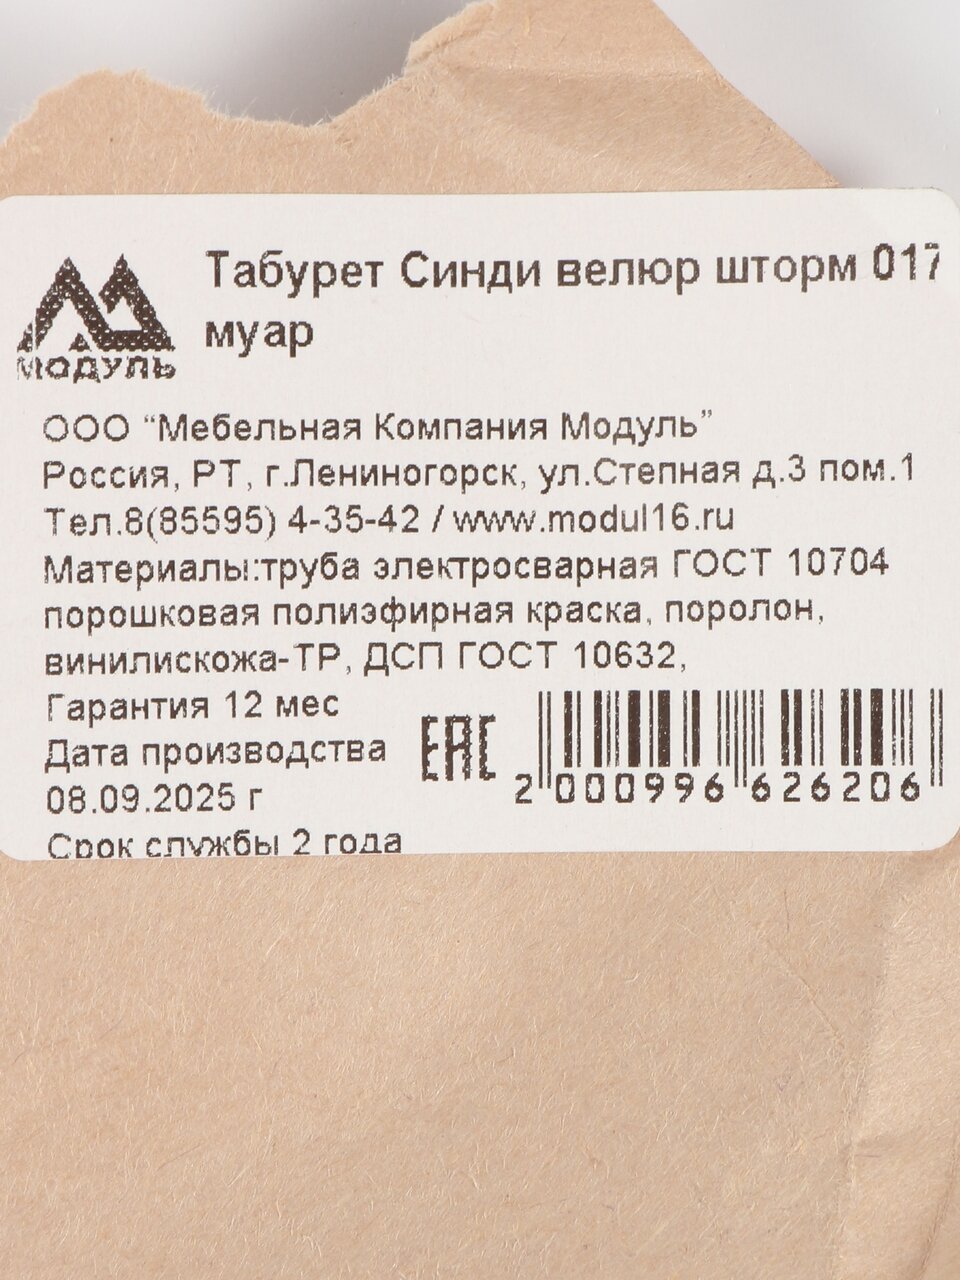 Табурет Синди велюр шторм 017
муар
МОДУЛЬ
ООО “Мебельная Компания Модуль”
Россия, РТ, г.Лениногорск, ул.Степная д.3 пом.1
Тел.8(85595) 4-35-42 / www.modul16.ru
Материалы:труба электросварная ГОСТ 10704
порошковая полиэфирная краска, поролон,
винилискожа-ТР, ДСП ГОСТ 10632,
Гарантия 12 мес
Дата производства
08.09.2025 г
Срок службы 2 года
EAC
2 000996 626206